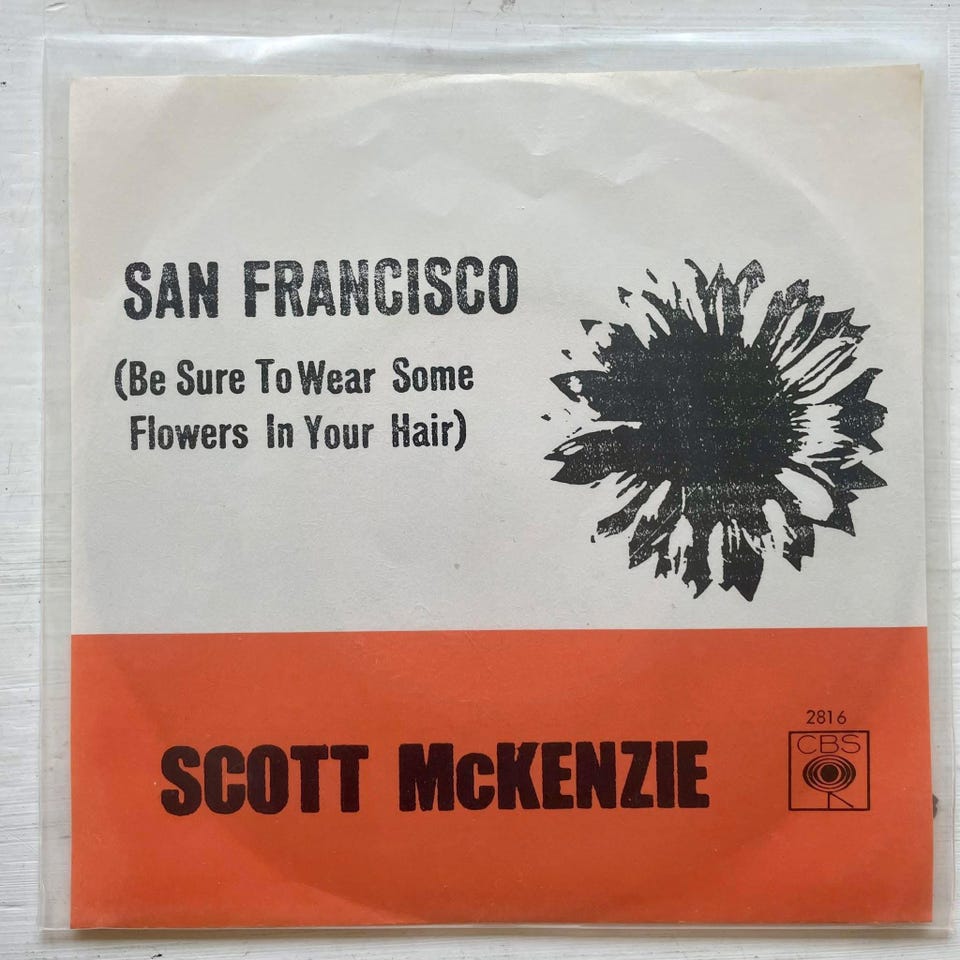 SAN FRANCISCO
(Be Sure To Wear Some
Flowers In Your Hair)
SCOTT McKENZIE
2816
CBS